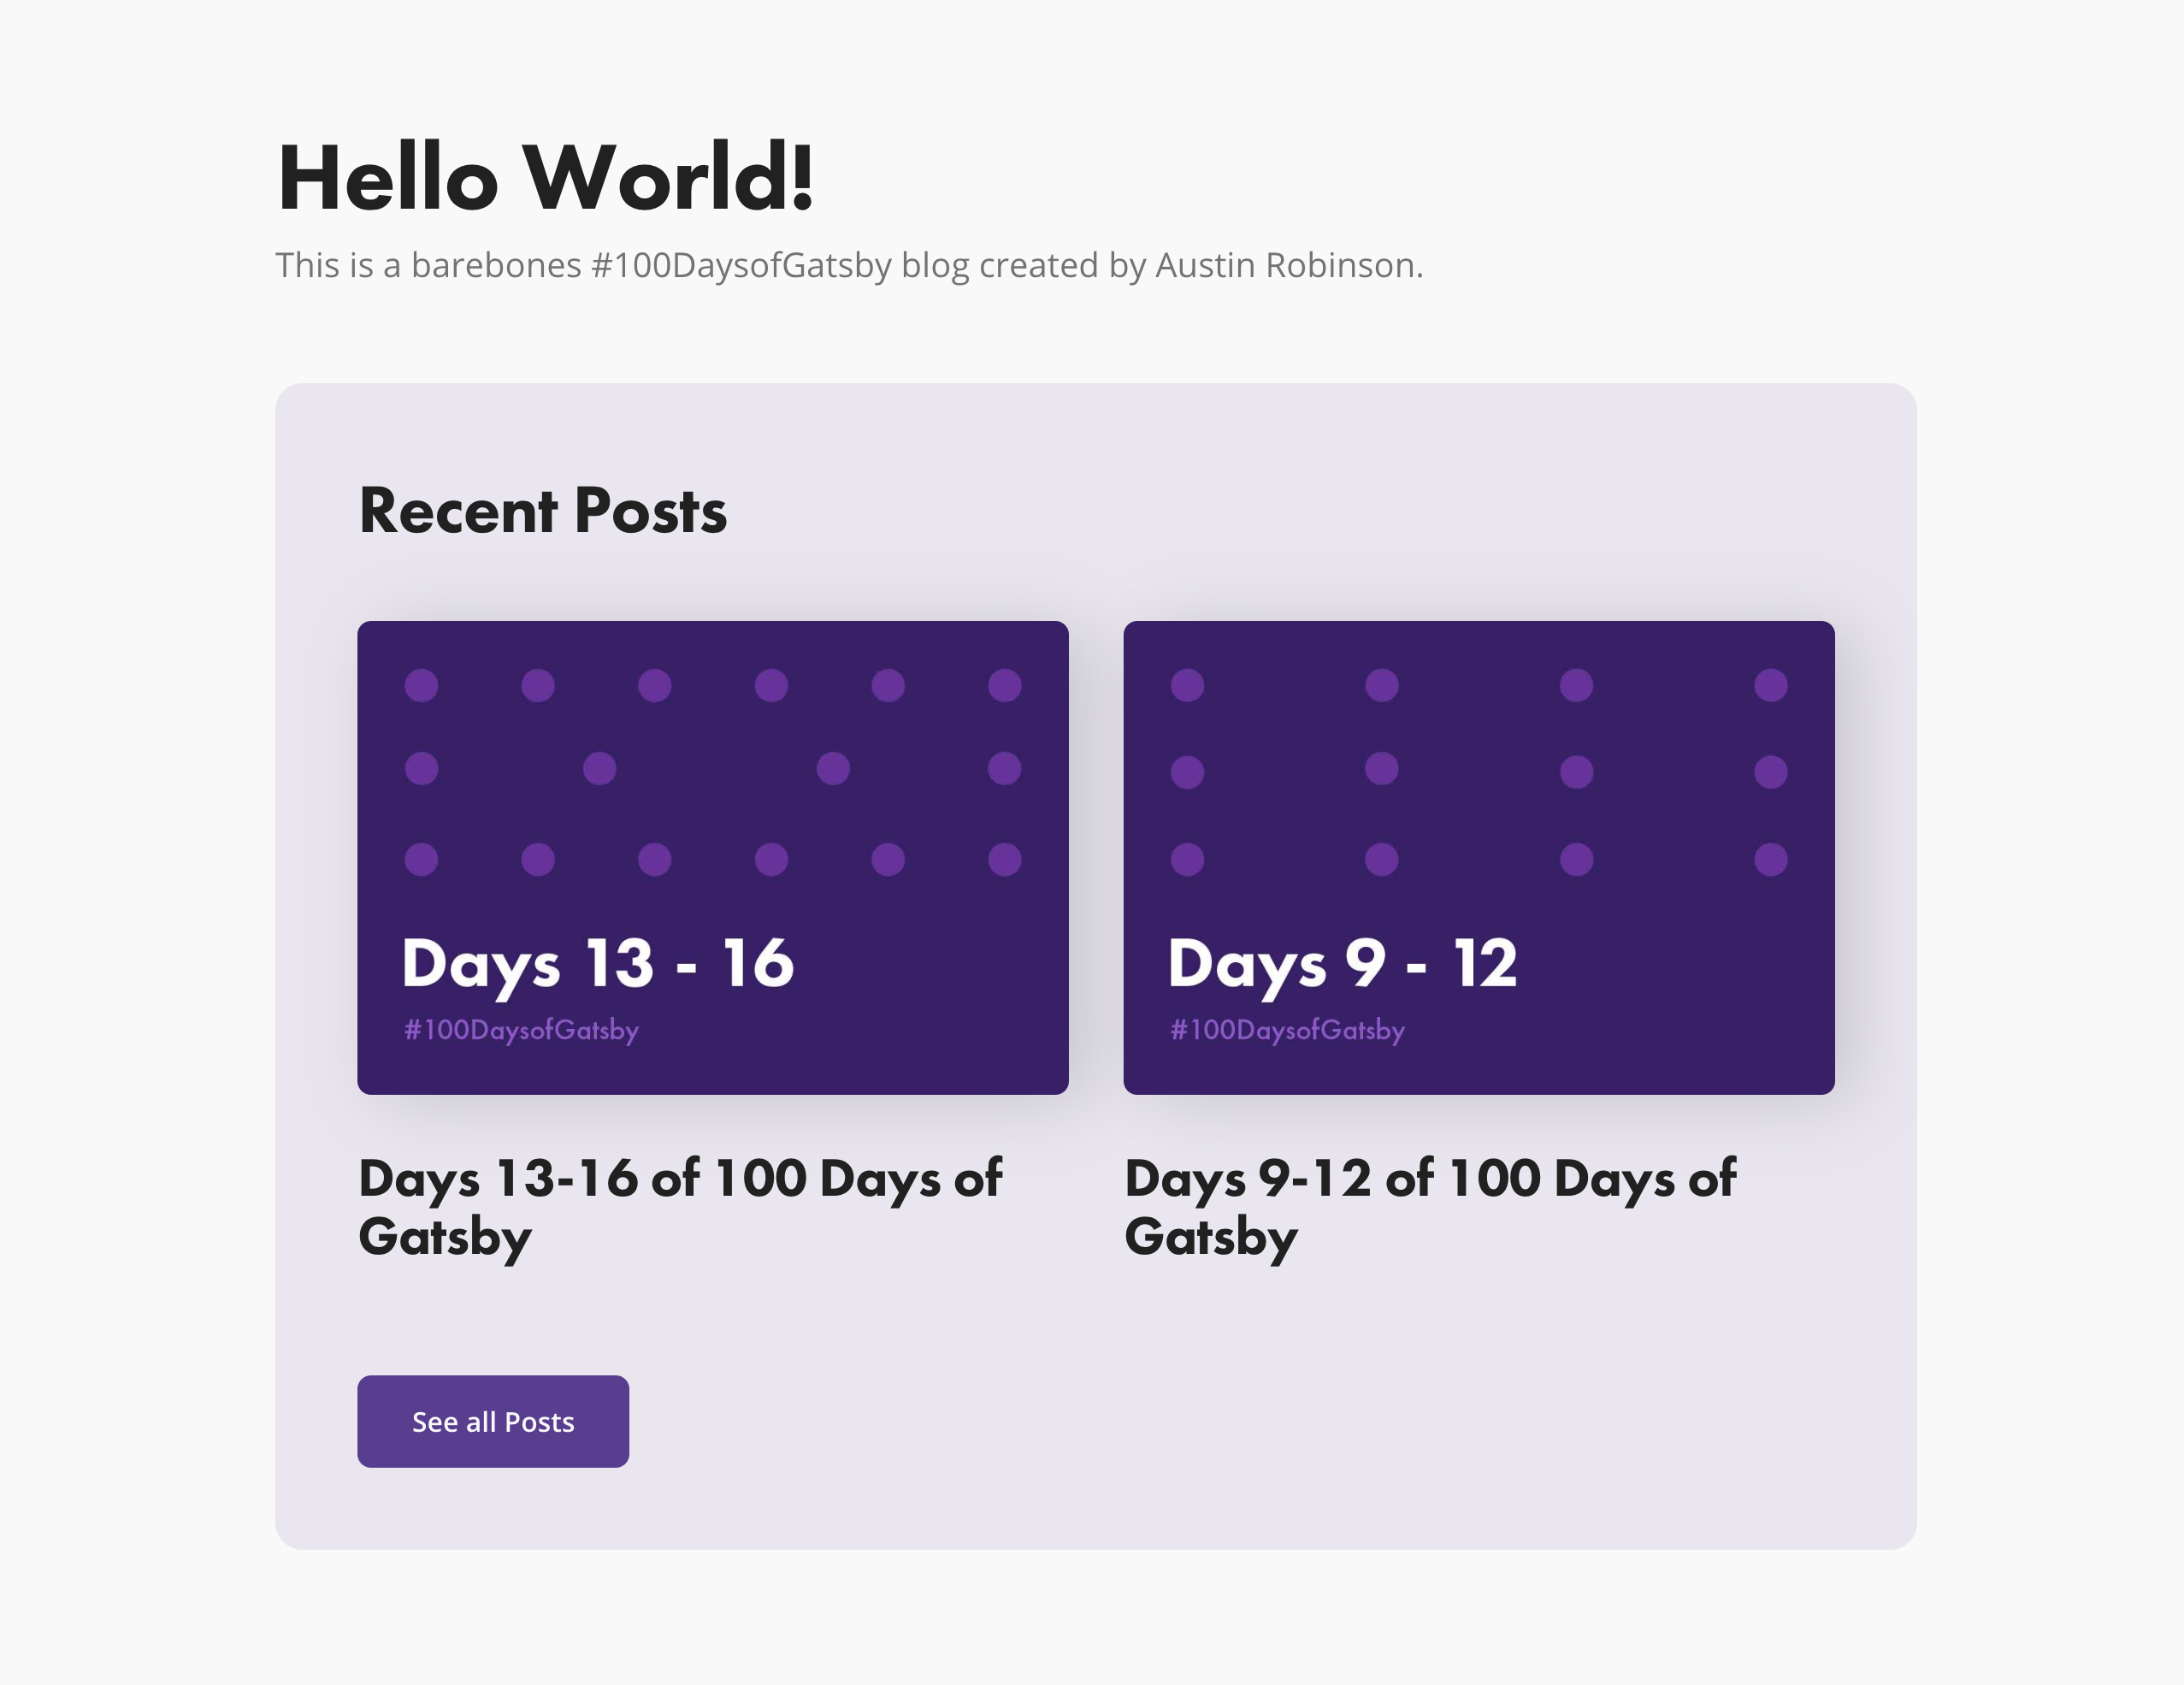 Hello World!
This is a barebones #100DaysofGatsby blog created by Austin Robinson.
Recent Posts
Days 13 - 16
#100DaysofGatsby
Days 13-16 of 100 Days of
Gatsby
Days 9 - 12
#100DaysofGatsby
Days 9-12 of 100 Days of
Gatsby
See all Posts